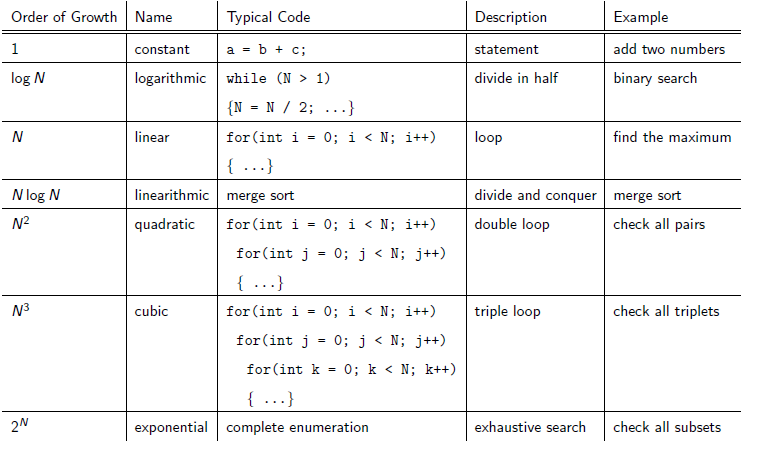 Order of Growth Name Typical Code Description Example
1 constant a = b + c; statement add two numbers
log N logarithmic while (N > 1) divide in half binary search
{N = N / 2; ...}
N linear for(int i = 0; i < N; i++) loop find the maximum
{ ...}
N log N linearithmic merge sort divide and conquer merge sort
N² quadratic for(int i = 0; i < N; i++) double loop check all pairs
for(int j = 0; j < N; j++)
{ ...}
N³ cubic for(int i = 0; i < N; i++) triple loop check all triplets
for(int j = 0; j < N; j++)
for(int k = 0; k < N; k++)
{ ...}
2ᴺ exponential complete enumeration exhaustive search check all subsets